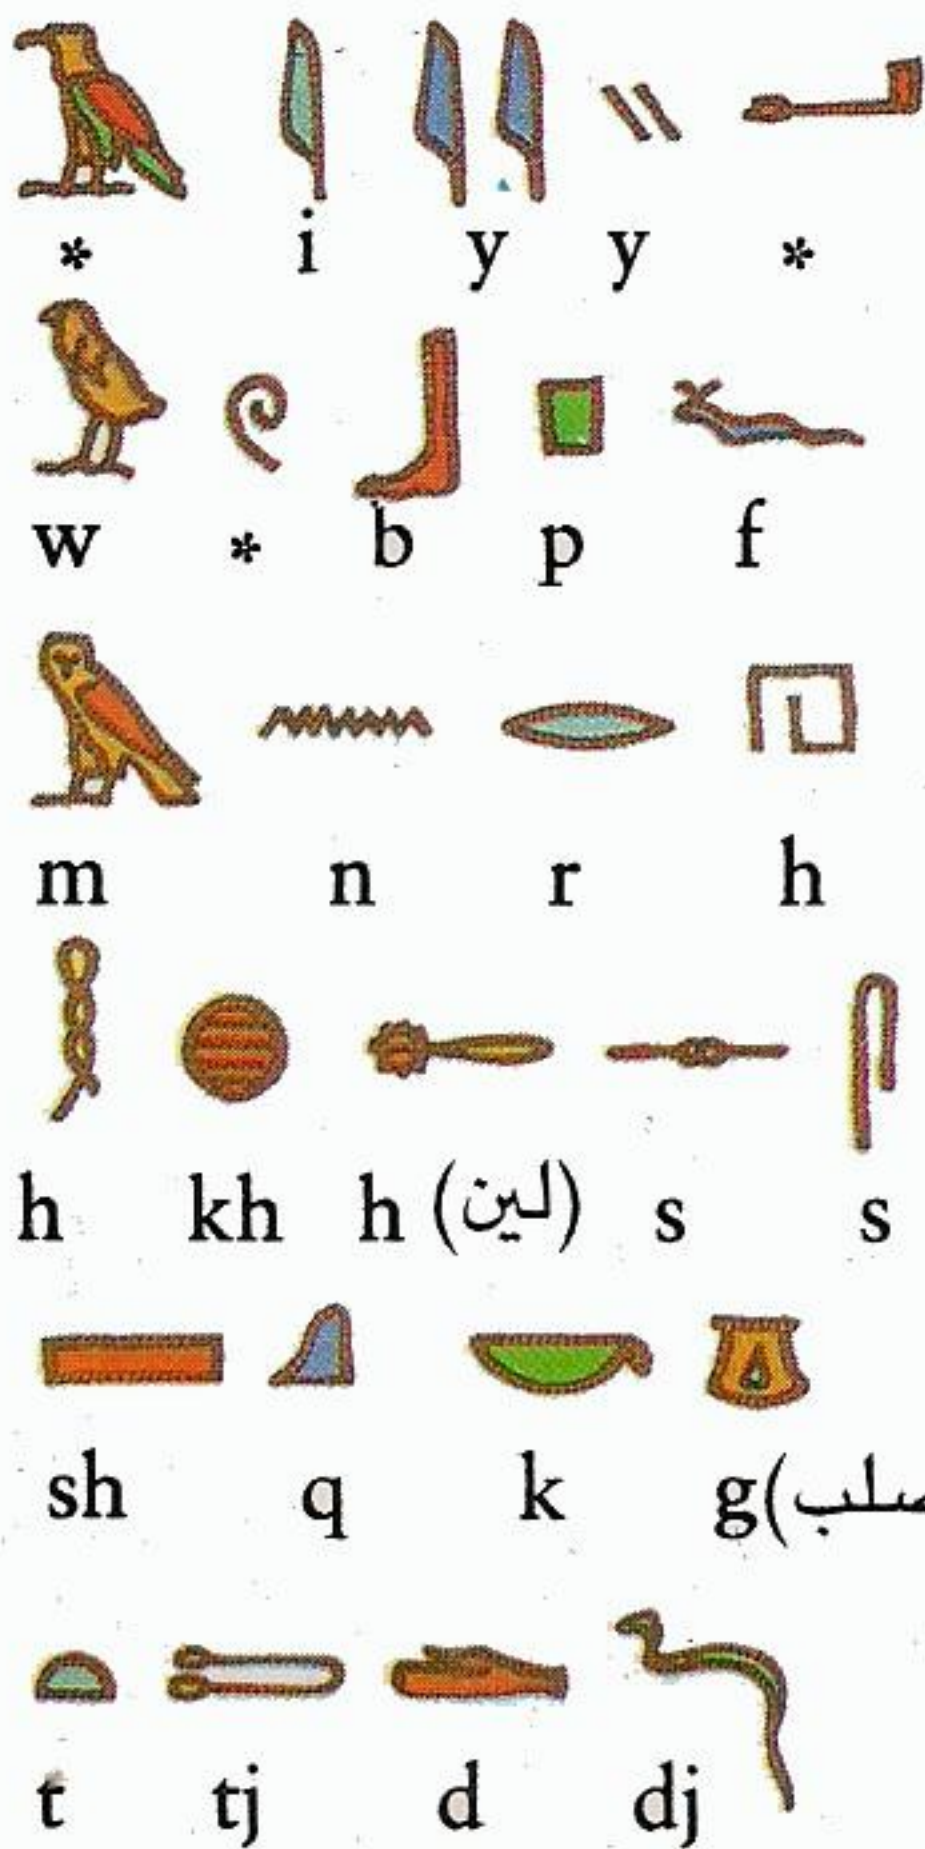 * i y y *
w * b p f
m n r h
h kh h (لين) s s
sh q k g(
t tj d dj